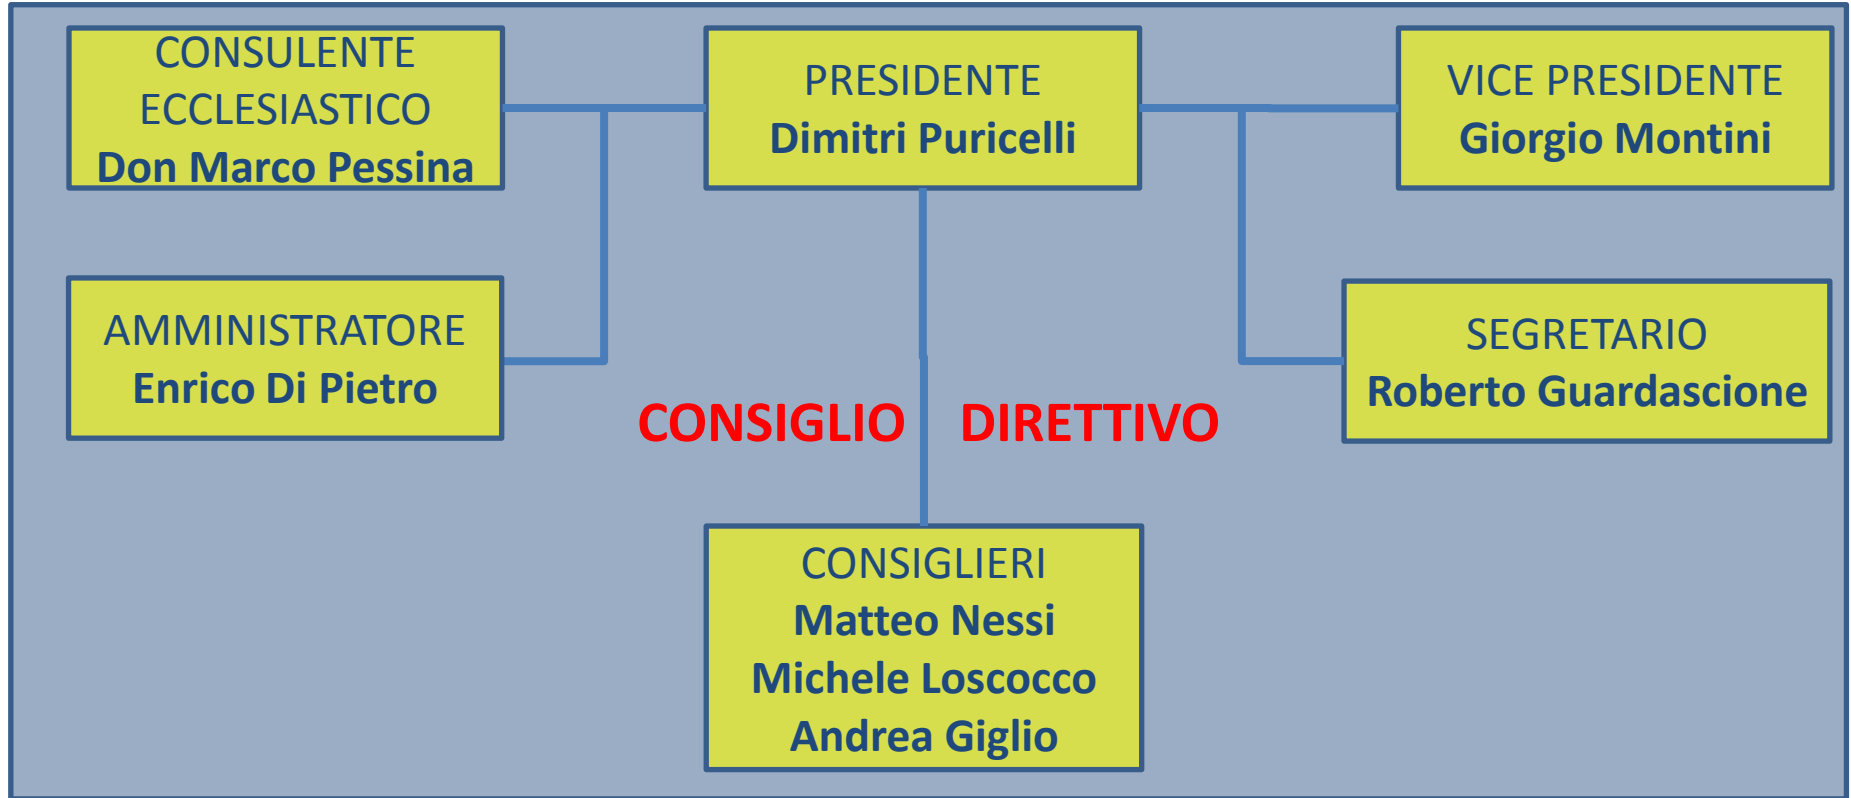 CONSULENTE
ECCLESIASTICO
Don Marco Pessina
PRESIDENTE
Dimitri Puricelli
VICE PRESIDENTE
Giorgio Montini
AMMINISTRATORE
Enrico Di Pietro
SEGRETARIO
Roberto Guardascione
CONSIGLIO DIRETTIVO
CONSIGLIERI
Matteo Nessi
Michele Loscocco
Andrea Giglio